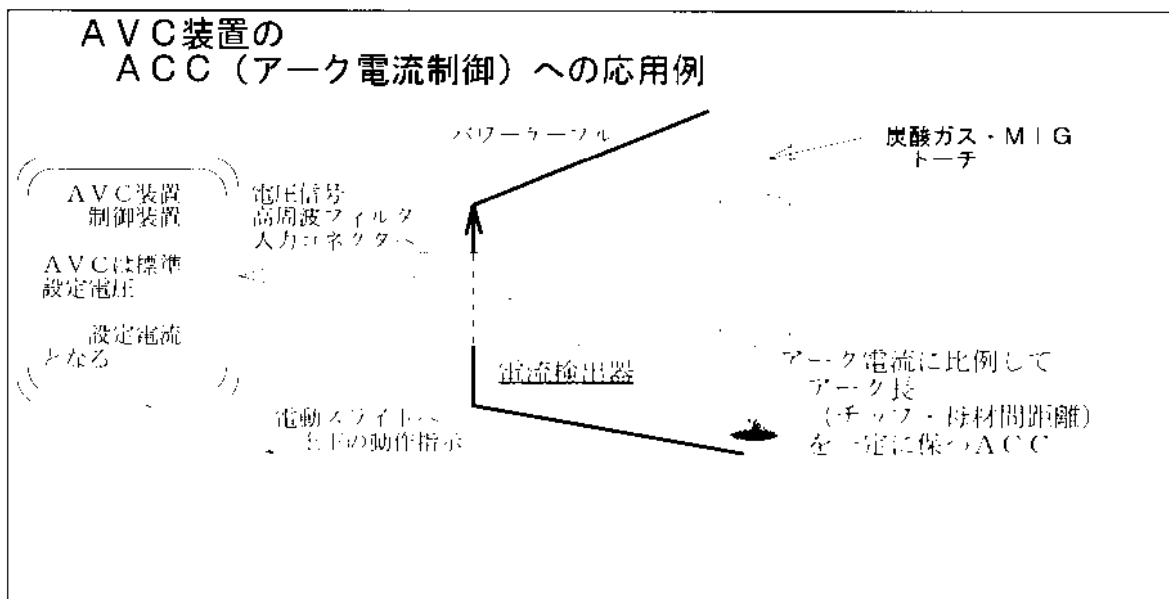 AVC装置の
ACC(アーク電流制御)への応用例
パワーケーブル
炭酸ガス・MIG
トーチ
AVC装置
制御装置
電圧信号
高周波フィルタ
入力コネクターへ
AVCは標準
設定電圧
設定電流
となる
電流検出器
アーク電流に比例して
アーク長
(チップ・母材間距離)
を一定に保つACC
電動スライドへ
上下の動作指示